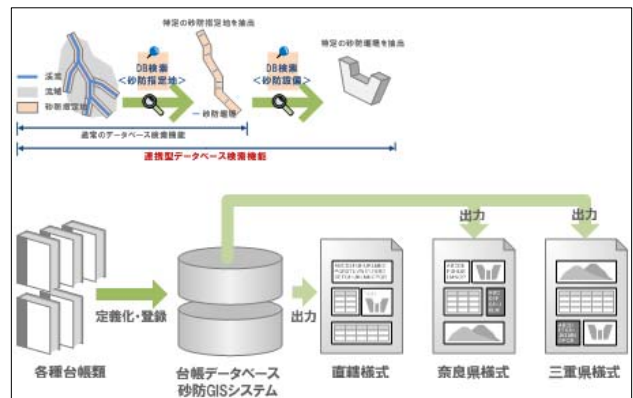 特定の砂防指定地を抽出
特定の砂防堰堤を抽出
DB検索
<砂防指定地>
DB検索
<砂防設備>
渓流
流域
砂防指定地
砂防堰堤
通常のデータベース検索機能
連携型データベース検索機能
出力
出力
定義化・登録
出力
各種台帳類
台帳データベース
砂防GISシステム
直轄様式
奈良県様式
三重県様式